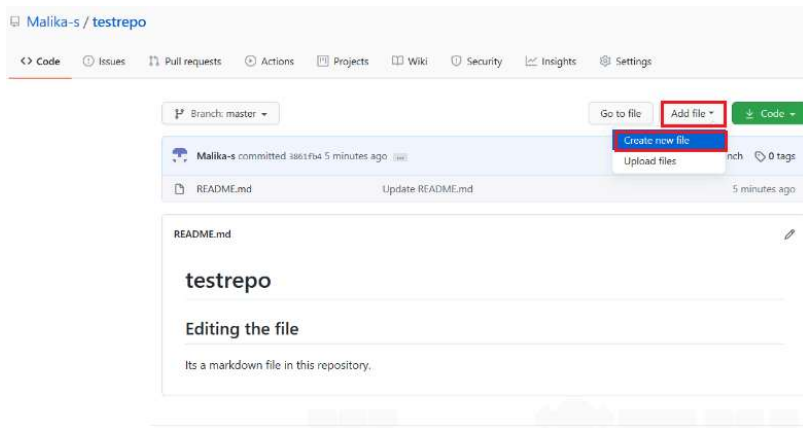 Malika-s / testrepo
<> Code Issues Pull requests Actions Projects Wiki Security Insights Settings
Branch: master Go to file Add file Code
Create new file
Malika-s committed 3861fb4 5 minutes ago ... nch 0 tags
Upload files
README.md Update README.md 5 minutes ago
README.md
testrepo
Editing the file
Its a markdown file in this repository.